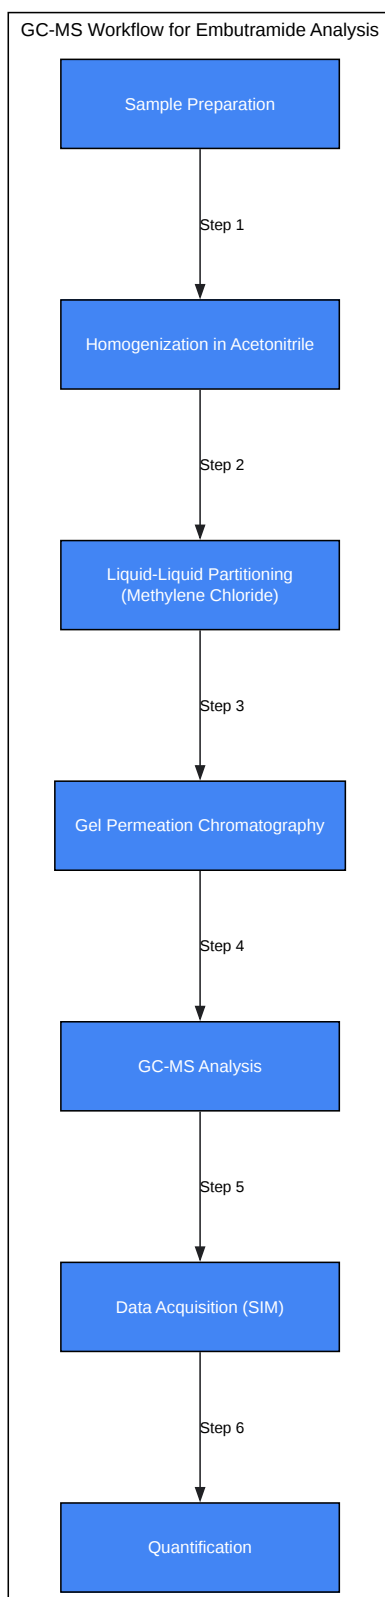 GC-MS Workflow for Embutramide Analysis
Sample Preparation
Step 1
Homogenization in Acetonitrile
Step 2
Liquid-Liquid Partitioning
(Methylene Chloride)
Step 3
Gel Permeation Chromatography
Step 4
GC-MS Analysis
Step 5
Data Acquisition (SIM)
Step 6
Quantification